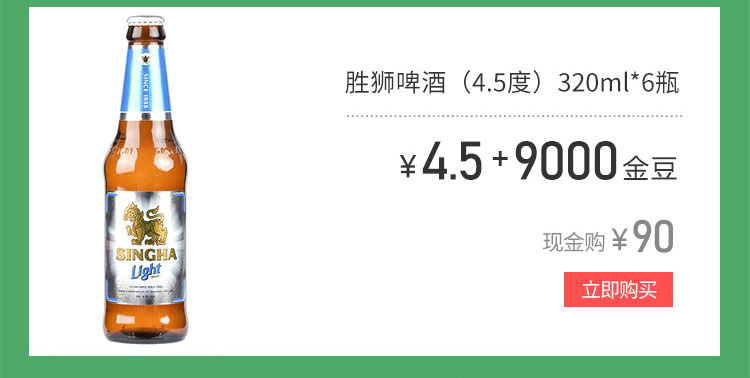 SINCE 1933
SINGHA
Light
胜狮啤酒（4.5度）320ml*6瓶
¥4.5+9000金豆
现金购¥90
立即购买